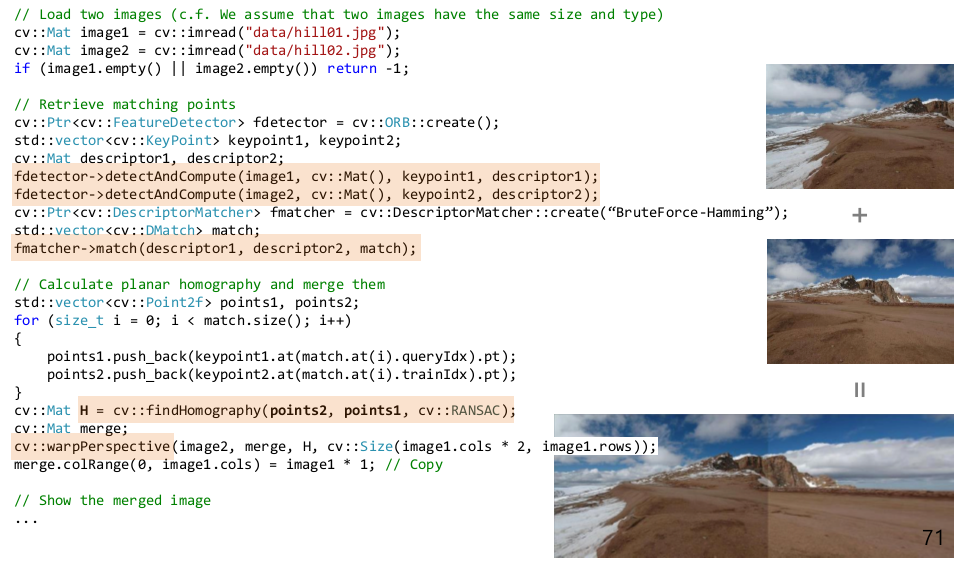 // Load two images (c.f. We assume that two images have the same size and type)
cv::Mat image1 = cv::imread("data/hill01.jpg");
cv::Mat image2 = cv::imread("data/hill02.jpg");
if (image1.empty() || image2.empty()) return -1;

// Retrieve matching points
cv::Ptr<cv::FeatureDetector> fdetector = cv::ORB::create();
std::vector<cv::KeyPoint> keypoint1, keypoint2;
cv::Mat descriptor1, descriptor2;
fdetector->detectAndCompute(image1, cv::Mat(), keypoint1, descriptor1);
fdetector->detectAndCompute(image2, cv::Mat(), keypoint2, descriptor2);
cv::Ptr<cv::DescriptorMatcher> fmatcher = cv::DescriptorMatcher::create(“BruteForce-Hamming”);
std::vector<cv::DMatch> match;
fmatcher->match(descriptor1, descriptor2, match);

// Calculate planar homography and merge them
std::vector<cv::Point2f> points1, points2;
for (size_t i = 0; i < match.size(); i++)
{
    points1.push_back(keypoint1.at(match.at(i).queryIdx).pt);
    points2.push_back(keypoint2.at(match.at(i).trainIdx).pt);
}
cv::Mat H = cv::findHomography(points2, points1, cv::RANSAC);
cv::Mat merge;
cv::warpPerspective(image2, merge, H, cv::Size(image1.cols * 2, image1.rows));
merge.colRange(0, image1.cols) = image1 * 1; // Copy

// Show the merged image
...
+
=
71